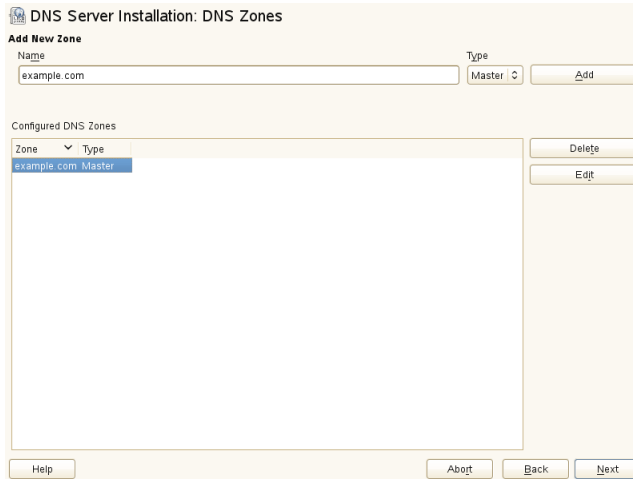 DNS Server Installation: DNS Zones
Add New Zone
Name
Type
example.com
Master
Add
Configured DNS Zones
Zone Type
Delete
example.com Master
Edit
Help
Abort
Back
Next